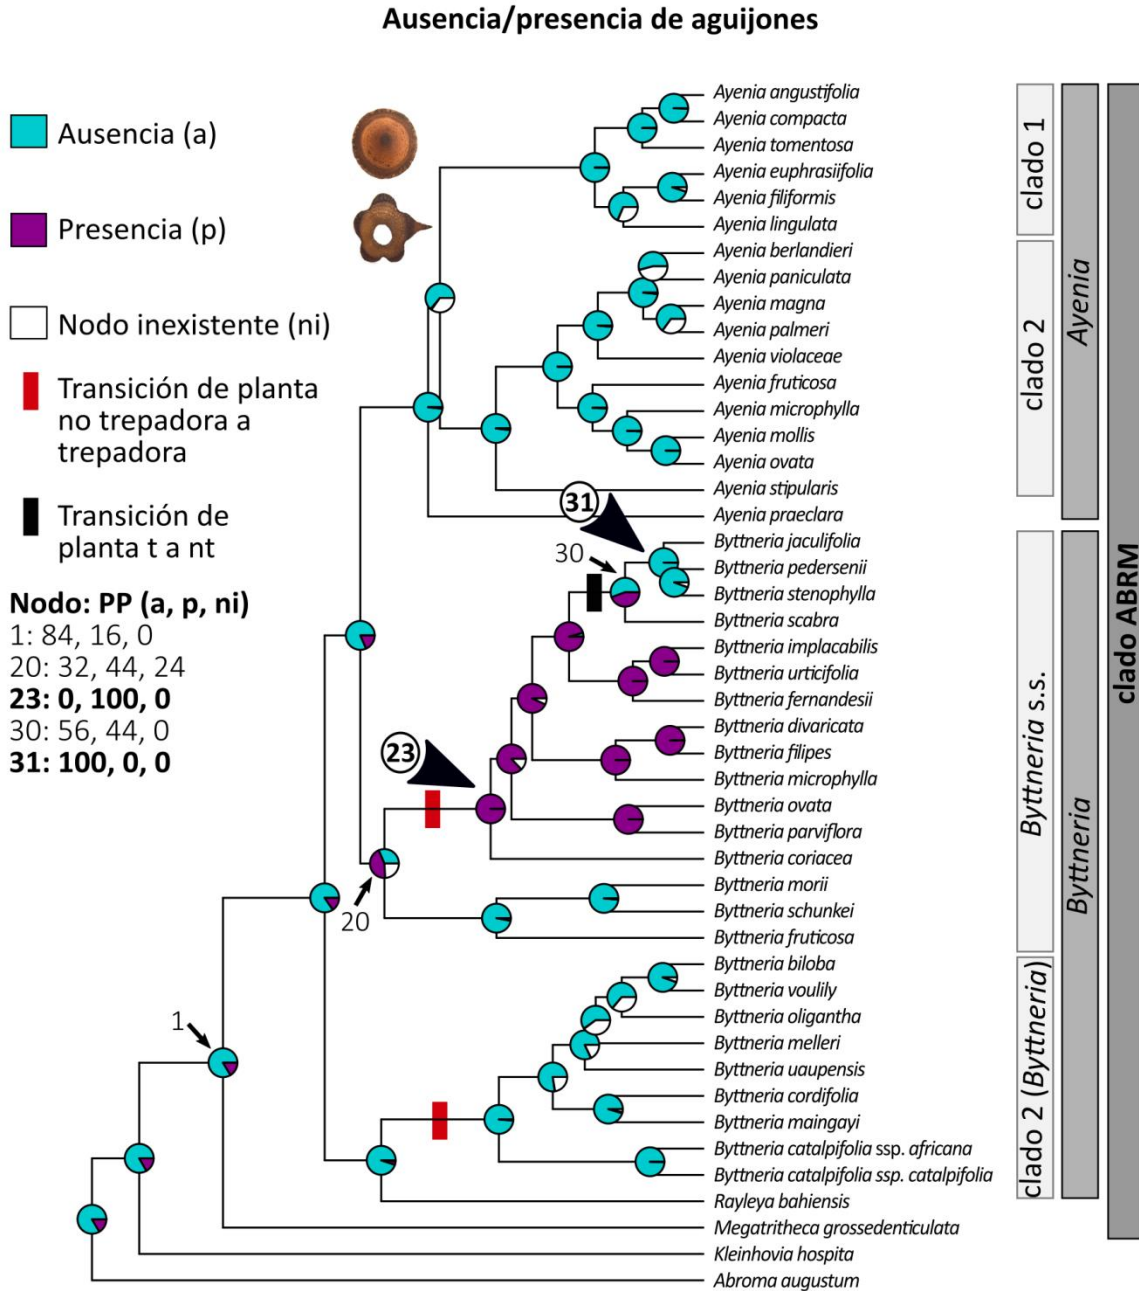 Ausencia/presencia de aguijones
Ausencia (a)
Presencia (p)
Nodo inexistente (ni)
Transición de planta
no trepadora a
trepadora
Transición de
planta t a nt
Nodo: PP (a, p, ni)
1: 84, 16, 0
20: 32, 44, 24
23: 0, 100, 0
30: 56, 44, 0
31: 100, 0, 0
31
30
23
20
1
Ayenia angustifolia
Ayenia compacta
Ayenia tomentosa
Ayenia euphrasiifolia
Ayenia filiformis
Ayenia lingulata
Ayenia berlandieri
Ayenia paniculata
Ayenia magna
Ayenia palmeri
Ayenia violaceae
Ayenia fruticosa
Ayenia microphylla
Ayenia mollis
Ayenia ovata
Ayenia stipularis
Ayenia praeclara
Byttneria jaculifolia
Byttneria pedersenii
Byttneria stenophylla
Byttneria scabra
Byttneria implacabilis
Byttneria urticifolia
Byttneria fernandesii
Byttneria divaricata
Byttneria filipes
Byttneria microphylla
Byttneria ovata
Byttneria parviflora
Byttneria coriacea
Byttneria morii
Byttneria schunkei
Byttneria fruticosa
Byttneria biloba
Byttneria voulily
Byttneria oligantha
Byttneria melleri
Byttneria uaupensis
Byttneria cordifolia
Byttneria maingayi
Byttneria catalpifolia ssp. africana
Byttneria catalpifolia ssp. catalpifolia
Rayleya bahiensis
Megatritheca grossedenticulata
Kleinhovia hospita
Abroma augustum
clado 1
clado 2
Byttneria s.s.
clado 2 (Byttneria)
Ayenia
Byttneria
clado ABRM